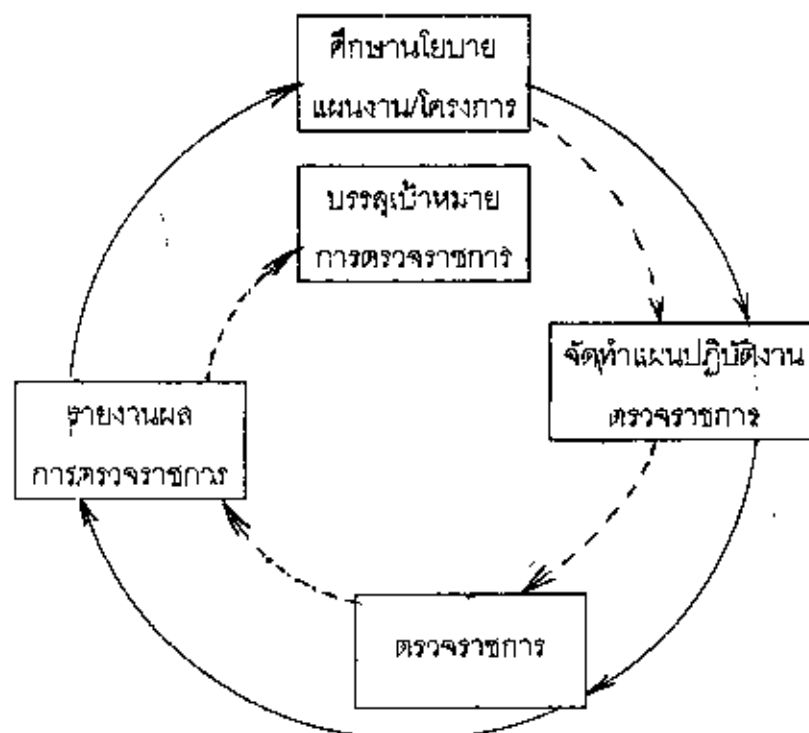 ศึกษานโยบาย
แผนงาน/โครงการ
บรรลุเป้าหมาย
การตรวจราชการ
จัดทำแผนปฏิบัติงาน
ตรวจราชการ
รายงานผล
การตรวจราชการ
ตรวจราชการ